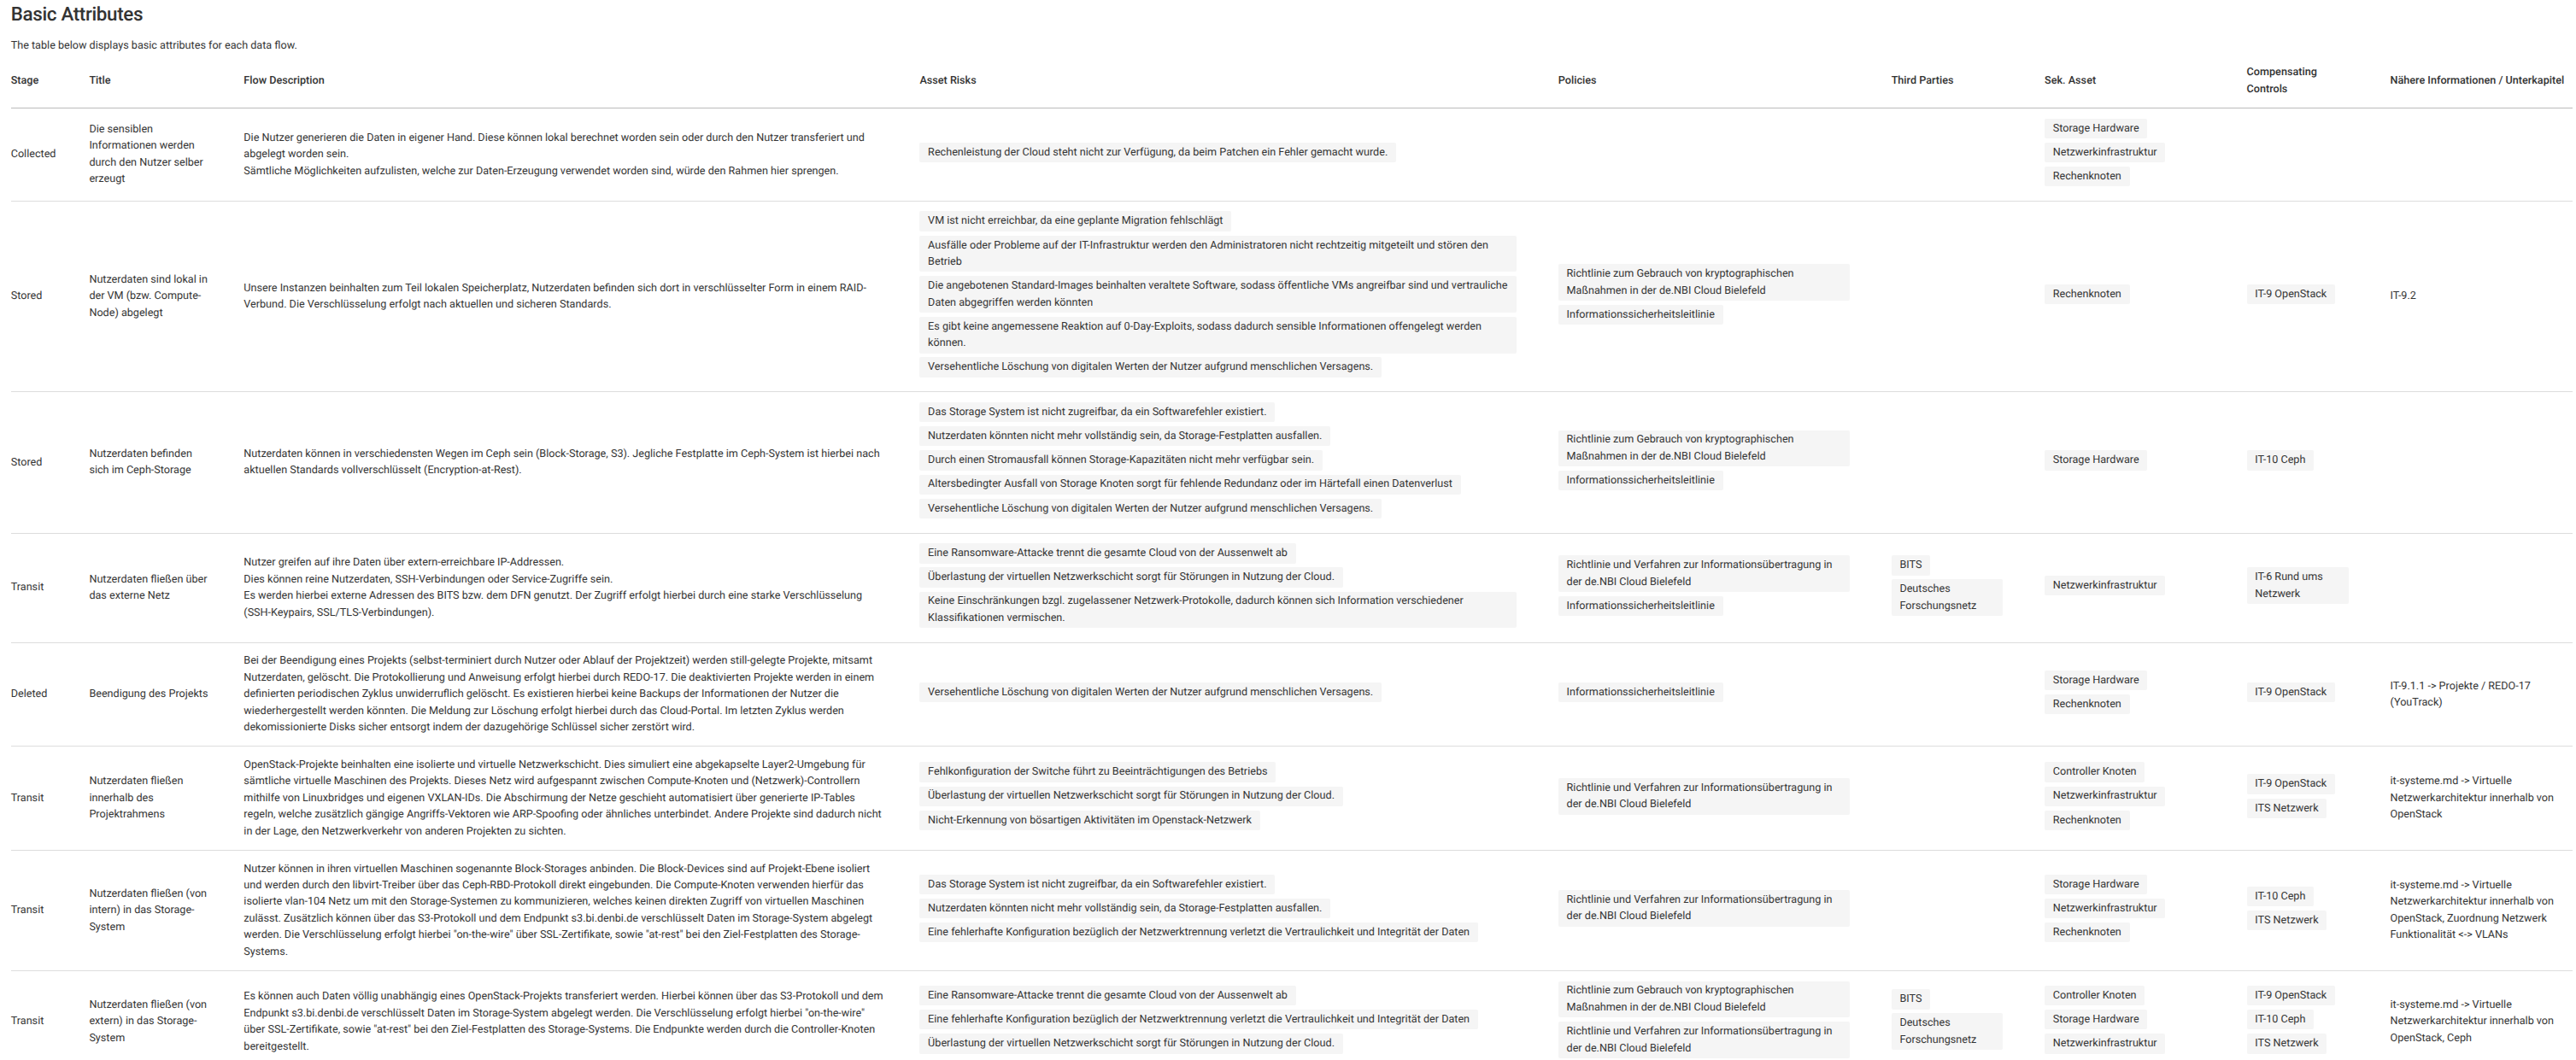 Basic Attributes
The table below displays basic attributes for each data flow.
Stage
Title
Flow Description
Asset Risks
Policies
Third Parties
Sek. Asset
Compensating
Controls
Nähere Informationen / Unterkapitel
Collected
Die sensiblen
Informationen werden
durch den Nutzer selber
erzeugt
Die Nutzer generieren die Daten in eigener Hand. Diese können lokal berechnet worden sein oder durch den Nutzer transferiert und
abgelegt worden sein.
Sämtliche Möglichkeiten aufzulisten, welche zur Daten-Erzeugung verwendet worden sind, würde den Rahmen hier sprengen.
Rechenleistung der Cloud steht nicht zur Verfügung, da beim Patchen ein Fehler gemacht wurde.
Storage Hardware
Netzwerkinfrastruktur
Rechenknoten
Stored
Nutzerdaten sind lokal in
der VM (bzw. Compute-
Node) abgelegt
Unsere Instanzen beinhalten zum Teil lokalen Speicherplatz, Nutzerdaten befinden sich dort in verschlüsselter Form in einem RAID-
Verbund. Die Verschlüsselung erfolgt nach aktuellen und sicheren Standards.
VM ist nicht erreichbar, da eine geplante Migration fehlschlägt
Ausfälle oder Probleme auf der IT-Infrastruktur werden den Administratoren nicht rechtzeitig mitgeteilt und stören den
Betrieb
Die angebotenen Standard-Images beinhalten veraltete Software, sodass öffentliche VMs angreifbar sind und vertrauliche
Daten abgegriffen werden könnten
Es gibt keine angemessene Reaktion auf 0-Day-Exploits, sodass dadurch sensible Informationen offengelegt werden
können.
Versehentliche Löschung von digitalen Werten der Nutzer aufgrund menschlichen Versagens.
Richtlinie zum Gebrauch von kryptographischen
Maßnahmen in der de.NBI Cloud Bielefeld
Informationssicherheitsleitlinie
Rechenknoten
IT-9 OpenStack
IT-9.2
Stored
Nutzerdaten befinden
sich im Ceph-Storage
Nutzerdaten können in verschiedensten Wegen im Ceph sein (Block-Storage, S3). Jegliche Festplatte im Ceph-System ist hierbei nach
aktuellen Standards vollverschlüsselt (Encryption-at-Rest).
Das Storage System ist nicht zugreifbar, da ein Softwarefehler existiert.
Nutzerdaten könnten nicht mehr vollständig sein, da Storage-Festplatten ausfallen.
Durch einen Stromausfall können Storage-Kapazitäten nicht mehr verfügbar sein.
Altersbedingter Ausfall von Storage Knoten sorgt für fehlende Redundanz oder im Härtefall einen Datenverlust
Versehentliche Löschung von digitalen Werten der Nutzer aufgrund menschlichen Versagens.
Richtlinie zum Gebrauch von kryptographischen
Maßnahmen in der de.NBI Cloud Bielefeld
Informationssicherheitsleitlinie
Storage Hardware
IT-10 Ceph
Transit
Nutzerdaten fließen über
das externe Netz
Nutzer greifen auf ihre Daten über extern-erreichbare IP-Addressen.
Dies können reine Nutzerdaten, SSH-Verbindungen oder Service-Zugriffe sein.
Es werden hierbei externe Adressen des BITS bzw. dem DFN genutzt. Der Zugriff erfolgt hierbei durch eine starke Verschlüsselung
(SSH-Keypairs, SSL/TLS-Verbindungen).
Eine Ransomware-Attacke trennt die gesamte Cloud von der Aussenwelt ab
Überlastung der virtuellen Netzwerkschicht sorgt für Störungen in Nutzung der Cloud.
Keine Einschränkungen bzgl. zugelassener Netzwerk-Protokolle, dadurch können sich Information verschiedener
Klassifikationen vermischen.
Richtlinie und Verfahren zur Informationsübertragung in
der de.NBI Cloud Bielefeld
Informationssicherheitsleitlinie
BITS
Deutsches
Forschungsnetz
Netzwerkinfrastruktur
IT-6 Rund ums
Netzwerk
Deleted
Beendigung des Projekts
Bei der Beendigung eines Projekts (selbst-terminiert durch Nutzer oder Ablauf der Projektzeit) werden still-gelegte Projekte, mitsamt
Nutzerdaten, gelöscht. Die Protokollierung und Anweisung erfolgt hierbei durch REDO-17. Die deaktivierten Projekte werden in einem
definierten periodischen Zyklus unwiderruflich gelöscht. Es existieren hierbei keine Backups der Informationen der Nutzer die
wiederhergestellt werden könnten. Die Meldung zur Löschung erfolgt hierbei durch das Cloud-Portal. Im letzten Zyklus werden
dekomissionierte Disks sicher entsorgt indem der dazugehörige Schlüssel sicher zerstört wird.
Versehentliche Löschung von digitalen Werten der Nutzer aufgrund menschlichen Versagens.
Informationssicherheitsleitlinie
Storage Hardware
Rechenknoten
IT-9 OpenStack
IT-9.1.1 -> Projekte / REDO-17
(YouTrack)
Transit
Nutzerdaten fließen
innerhalb des
Projektrahmens
OpenStack-Projekte beinhalten eine isolierte und virtuelle Netzwerkschicht. Dies simuliert eine abgekapselte Layer2-Umgebung für
sämtliche virtuelle Maschinen des Projekts. Dieses Netz wird aufgespannt zwischen Compute-Knoten und (Netzwerk)-Controllern
mithilfe von Linuxbridges und eigenen VXLAN-IDs. Die Abschirmung der Netze geschieht automatisiert über generierte IP-Tables
regeln, welche zusätzlich gängige Angriffs-Vektoren wie ARP-Spoofing oder ähnliches unterbindet. Andere Projekte sind dadurch nicht
in der Lage, den Netzwerkverkehr von anderen Projekten zu sichten.
Fehlkonfiguration der Switche führt zu Beeinträchtigungen des Betriebs
Überlastung der virtuellen Netzwerkschicht sorgt für Störungen in Nutzung der Cloud.
Nicht-Erkennung von bösartigen Aktivitäten im Openstack-Netzwerk
Richtlinie und Verfahren zur Informationsübertragung in
der de.NBI Cloud Bielefeld
Controller Knoten
Netzwerkinfrastruktur
Rechenknoten
IT-9 OpenStack
ITS Netzwerk
it-systeme.md -> Virtuelle
Netzwerkarchitektur innerhalb von
OpenStack
Transit
Nutzerdaten fließen (von
intern) in das Storage-
System
Nutzer können in ihren virtuellen Maschinen sogenannte Block-Storages anbinden. Die Block-Devices sind auf Projekt-Ebene isoliert
und werden durch den libvirt-Treiber über das Ceph-RBD-Protokoll direkt eingebunden. Die Compute-Knoten verwenden hierfür das
isolierte vlan-104 Netz um mit den Storage-Systemen zu kommunizieren, welches keinen direkten Zugriff von virtuellen Maschinen
zulässt. Zusätzlich können über das S3-Protokoll und dem Endpunkt s3.bi.denbi.de verschlüsselt Daten im Storage-System abgelegt
werden. Die Verschlüsselung erfolgt hierbei "on-the-wire" über SSL-Zertifikate, sowie "at-rest" bei den Ziel-Festplatten des Storage-
Systems.
Das Storage System ist nicht zugreifbar, da ein Softwarefehler existiert.
Nutzerdaten könnten nicht mehr vollständig sein, da Storage-Festplatten ausfallen.
Eine fehlerhafte Konfiguration bezüglich der Netzwerktrennung verletzt die Vertraulichkeit und Integrität der Daten
Richtlinie und Verfahren zur Informationsübertragung in
der de.NBI Cloud Bielefeld
Storage Hardware
Netzwerkinfrastruktur
Rechenknoten
IT-10 Ceph
ITS Netzwerk
it-systeme.md -> Virtuelle
Netzwerkarchitektur innerhalb von
OpenStack, Zuordnung Netzwerk
Funktionalität <-> VLANs
Transit
Nutzerdaten fließen (von
extern) in das Storage-
System
Es können auch Daten völlig unabhängig eines OpenStack-Projekts transferiert werden. Hierbei können über das S3-Protokoll und dem
Endpunkt s3.bi.denbi.de verschlüsselt Daten im Storage-System abgelegt werden. Die Verschlüsselung erfolgt hierbei "on-the-wire"
über SSL-Zertifikate, sowie "at-rest" bei den Ziel-Festplatten des Storage-Systems. Die Endpunkte werden durch die Controller-Knoten
bereitgestellt.
Eine Ransomware-Attacke trennt die gesamte Cloud von der Aussenwelt ab
Eine fehlerhafte Konfiguration bezüglich der Netzwerktrennung verletzt die Vertraulichkeit und Integrität der Daten
Überlastung der virtuellen Netzwerkschicht sorgt für Störungen in Nutzung der Cloud.
Richtlinie zum Gebrauch von kryptographischen
Maßnahmen in der de.NBI Cloud Bielefeld
Richtlinie und Verfahren zur Informationsübertragung in
der de.NBI Cloud Bielefeld
BITS
Deutsches
Forschungsnetz
Controller Knoten
Storage Hardware
Netzwerkinfrastruktur
IT-9 OpenStack
IT-10 Ceph
ITS Netzwerk
it-systeme.md -> Virtuelle
Netzwerkarchitektur innerhalb von
OpenStack, Ceph